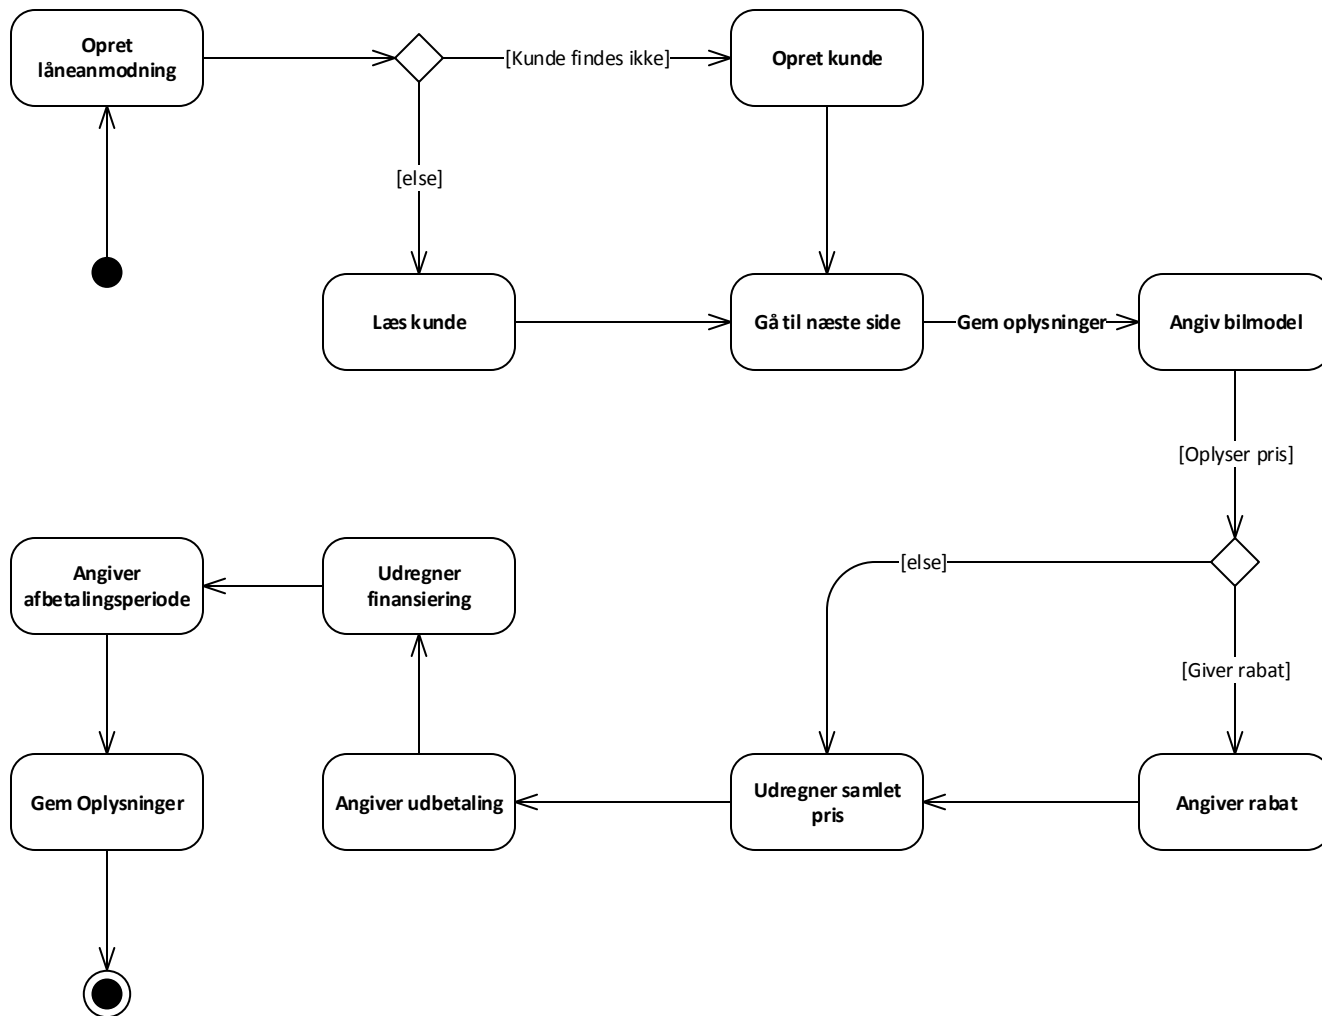 Opret
låneanmodning
[Kunde findes ikke]
Opret kunde
[else]
Læs kunde
Gå til næste side
Gem oplysninger
Angiv bilmodel
[Oplyser pris]
[else]
Angiver
afbetalingsperiode
Udregner
finansiering
[Giver rabat]
Gem Oplysninger
Angiver udbetaling
Udregner samlet
pris
Angiver rabat